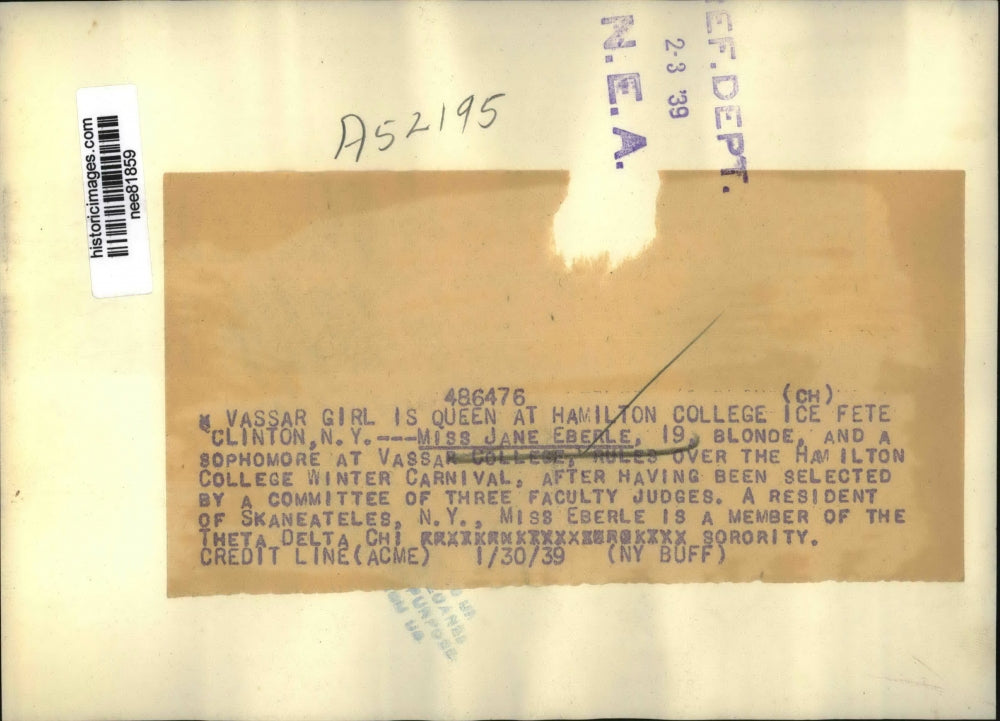 historicimages.com
nee81859
A52195
N.E.A.
2-3 '39
EF. DEPT.
486476 (CH)
VASSAR GIRL IS QUEEN AT HAMILTON COLLEGE ICE FETE
CLINTON, N.Y.---MISS JANE EBERLE, 19, BLONDE, AND A
SOPHOMORE AT VASSAR COLLEGE, RULES OVER THE HAMILTON
COLLEGE WINTER CARNIVAL, AFTER HAVING BEEN SELECTED
BY A COMMITTEE OF THREE FACULTY JUDGES. A RESIDENT
OF SKANEATELES, N.Y., MISS EBERLE IS A MEMBER OF THE
THETA DELTA CHI SORORITY.
CREDIT LINE(ACME) 1/30/39 (NY BUFF)